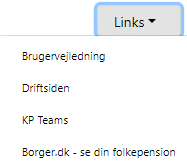 Links
Brugervejledning
Driftsiden
KP Teams
Borger.dk - se din folkepension